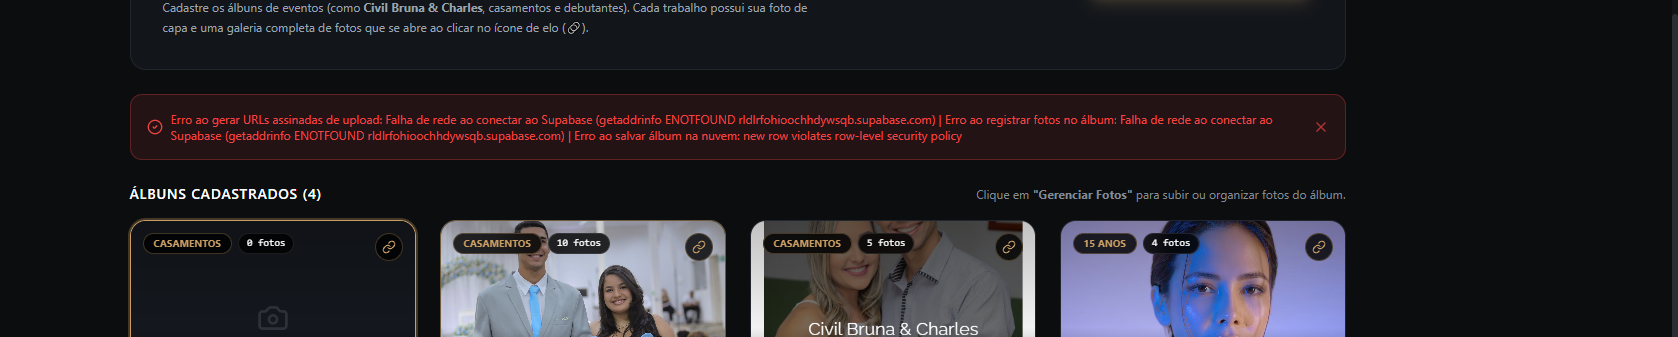 Cadastre os álbuns de eventos (como Civil Bruna & Charles, casamentos e debutantes). Cada trabalho possui sua foto de
capa e uma galeria completa de fotos que se abre ao clicar no ícone de elo (🔗).
Erro ao gerar URLs assinadas de upload: Falha de rede ao conectar ao Supabase (getaddrinfo ENOTFOUND rldlrfohioochhdywsqb.supabase.com) | Erro ao registrar fotos no álbum: Falha de rede ao conectar ao
Supabase (getaddrinfo ENOTFOUND rldlrfohioochhdywsqb.supabase.com) | Erro ao salvar álbum na nuvem: new row violates row-level security policy
ÁLBUNS CADASTRADOS (4)
Clique em "Gerenciar Fotos" para subir ou organizar fotos do álbum.
CASAMENTOS 0 fotos
CASAMENTOS 10 fotos
CASAMENTOS 5 fotos
15 ANOS 4 fotos
Civil Bruna & Charles